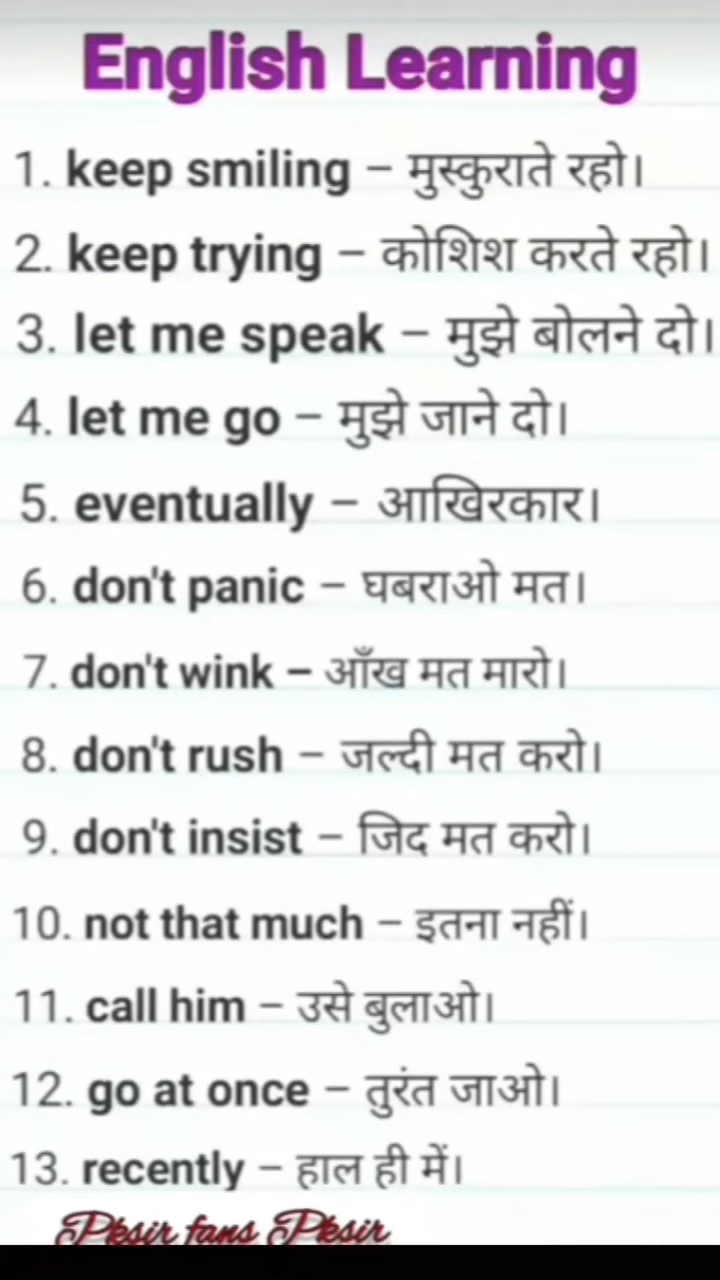 English Learning
1. keep smiling – मुस्कुराते रहो।
2. keep trying – कोशिश करते रहो।
3. let me speak – मुझे बोलने दो।
4. let me go – मुझे जाने दो।
5. eventually – आखिरकार।
6. don't panic – घबराओ मत।
7. don't wink – आँख मत मारो।
8. don't rush – जल्दी मत करो।
9. don't insist – जिद मत करो।
10. not that much – इतना नहीं।
11. call him – उसे बुलाओ।
12. go at once – तुरंत जाओ।
13. recently – हाल ही में।
Pksir fans Pksir